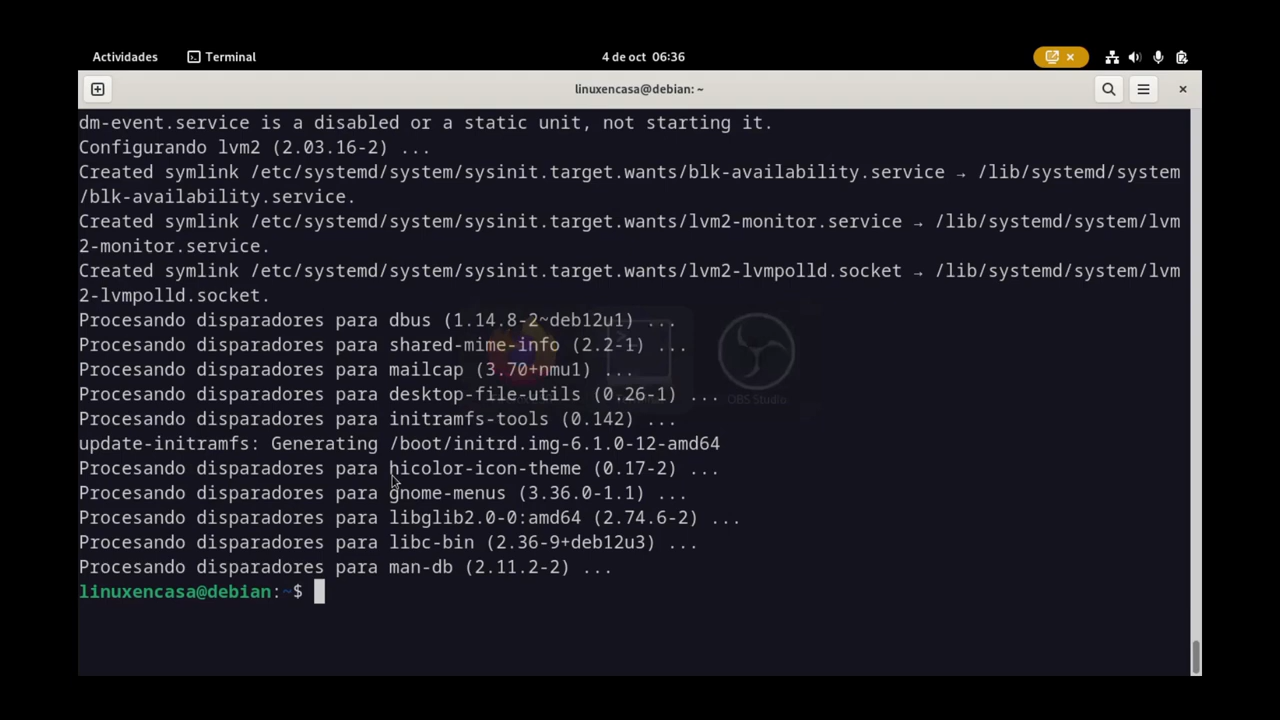 Actividades
Terminal
4 de oct 06:36
linuxencasa@debian: ~
dm-event.service is a disabled or a static unit, not starting it.
Configurando lvm2 (2.03.16-2) ...
Created symlink /etc/systemd/system/sysinit.target.wants/blk-availability.service → /lib/systemd/system
/blk-availability.service.
Created symlink /etc/systemd/system/sysinit.target.wants/lvm2-monitor.service → /lib/systemd/system/lvm
2-monitor.service.
Created symlink /etc/systemd/system/sysinit.target.wants/lvm2-lvmpolld.socket → /lib/systemd/system/lvm
2-lvmpolld.socket.
Procesando disparadores para dbus (1.14.8-2~deb12u1) ...
Procesando disparadores para shared-mime-info (2.2-1) ...
Procesando disparadores para mailcap (3.70+nmu1) ...
Procesando disparadores para desktop-file-utils (0.26-1) ...
OBS Studio
Procesando disparadores para initramfs-tools (0.142) ...
update-initramfs: Generating /boot/initrd.img-6.1.0-12-amd64
Procesando disparadores para hicolor-icon-theme (0.17-2) ...
Procesando disparadores para gnome-menus (3.36.0-1.1) ...
Procesando disparadores para libglib2.0-0:amd64 (2.74.6-2) ...
Procesando disparadores para libc-bin (2.36-9+deb12u3) ...
Procesando disparadores para man-db (2.11.2-2) ...
linuxencasa@debian:~$